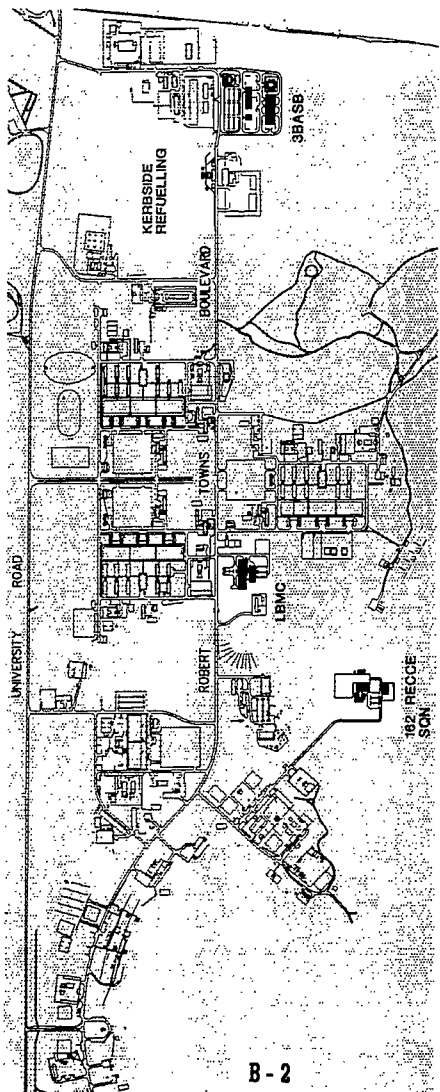 3BASB
KERBSIDE
REFUELLING
BOULEVARD
TOWNS
UNIVERSITY ROAD
LBMC
ROBERT
162 RECCE
SQN
B-2